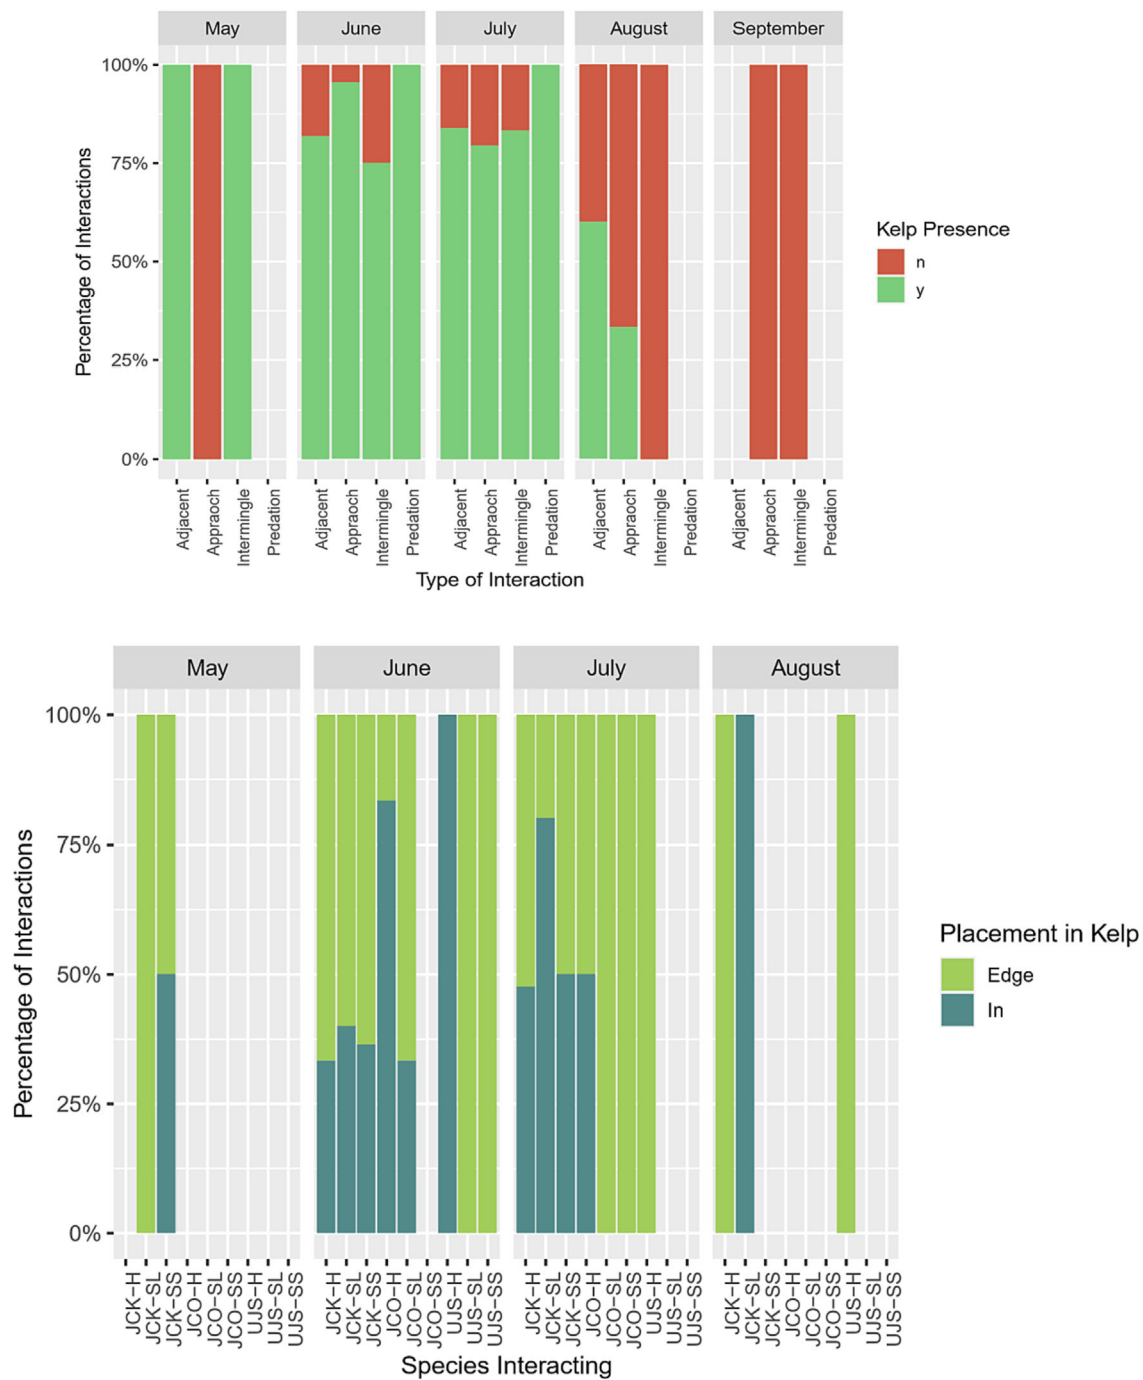 May June July August September
100%
75%
50%
25%
0%
Percentage of Interactions
Adjacent Appraoch Intermingle Predation Adjacent Appraoch Intermingle Predation Adjacent Appraoch Intermingle Predation Adjacent Appraoch Intermingle Predation Adjacent Appraoch Intermingle Predation
Type of Interaction
Kelp Presence
n
y
May June July August
100%
75%
50%
25%
0%
Percentage of Interactions
JCK-H JCK-SL JCK-SS JCO-H JCO-SL JCO-SS UJS-H UJS-SL UJS-SS JCK-H JCK-SL JCK-SS JCO-H JCO-SL JCO-SS UJS-H UJS-SL UJS-SS JCK-H JCK-SL JCK-SS JCO-H JCO-SL JCO-SS UJS-H UJS-SL UJS-SS JCK-H JCK-SL JCK-SS JCO-H JCO-SL JCO-SS UJS-H UJS-SL UJS-SS
Species Interacting
Placement in Kelp
Edge
In